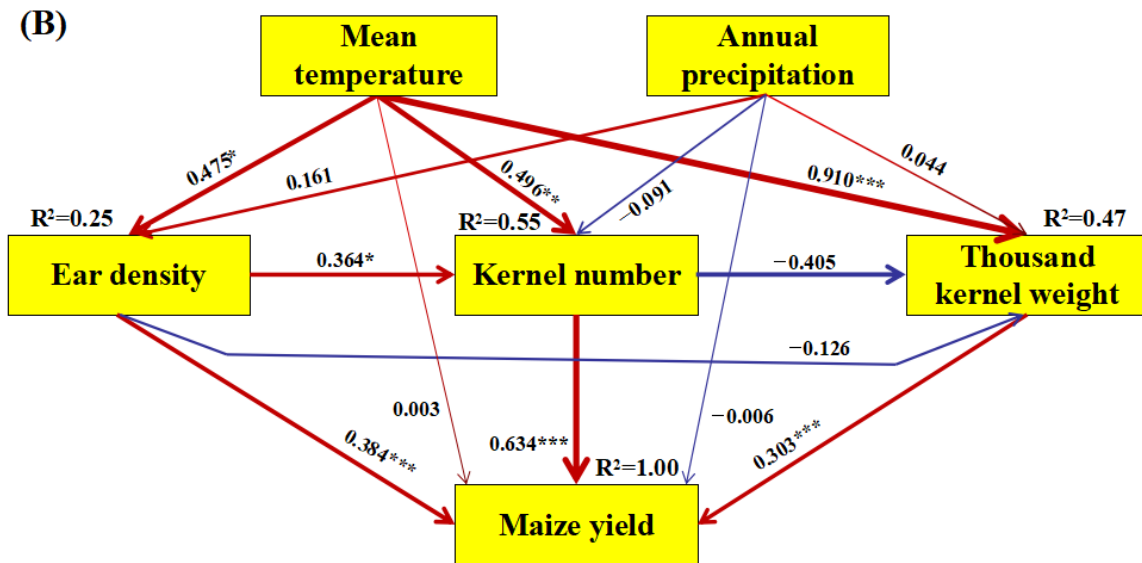 (B)
Mean
temperature
Annual
precipitation
0.475*
0.161
0.496**
−0.091
0.910***
0.044
R²=0.25
R²=0.55
R²=0.47
Ear density
0.364*
Kernel number
−0.405
Thousand
kernel weight
−0.126
0.003
−0.006
0.384***
0.634***
0.303***
R²=1.00
Maize yield